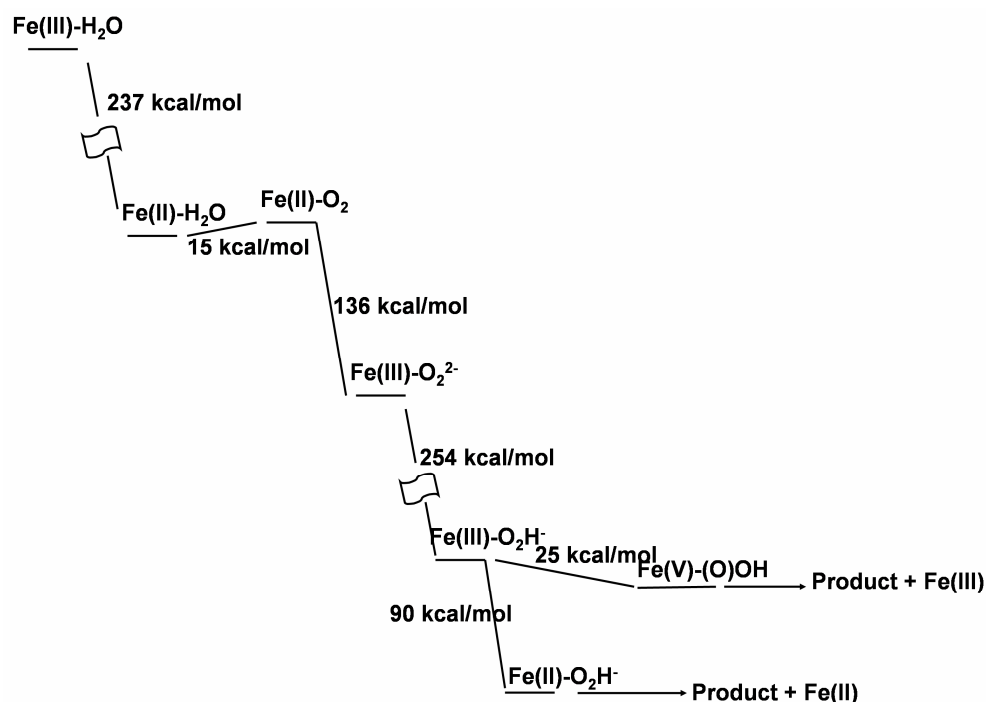 Fe(III)-H₂O
237 kcal/mol
Fe(II)-H₂O
Fe(II)-O₂
15 kcal/mol
136 kcal/mol
Fe(III)-O₂²⁻
254 kcal/mol
Fe(III)-O₂H⁻
25 kcal/mol
Fe(V)-(O)OH
Product + Fe(III)
90 kcal/mol
Fe(II)-O₂H⁻
Product + Fe(II)